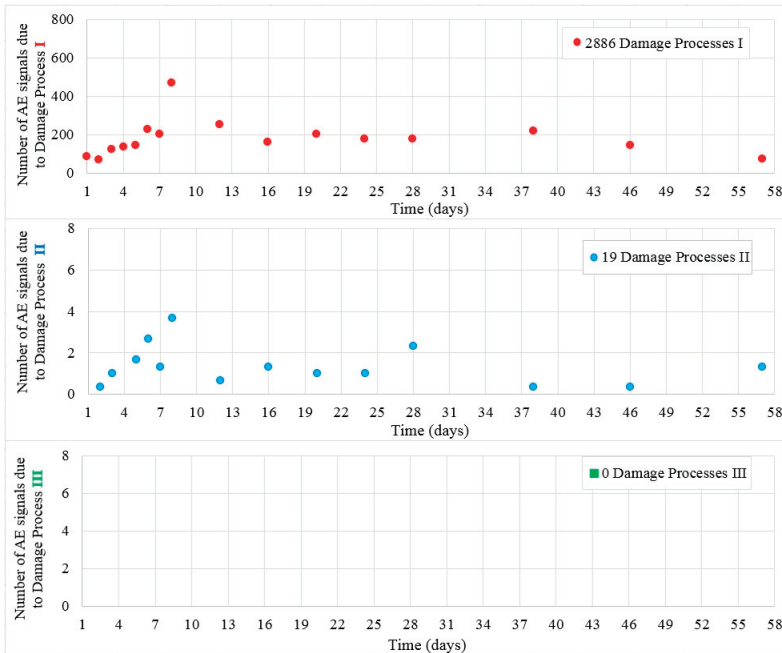 Number of AE signals due
to Damage Process I
800
600
400
200
0
2886 Damage Processes I
1 4 7 10 13 16 19 22 25 28 31 34 37 40 43 46 49 52 55 58
Time (days)
Number of AE signals due
to Damage Process II
8
6
4
2
0
19 Damage Processes II
1 4 7 10 13 16 19 22 25 28 31 34 37 40 43 46 49 52 55 58
Time (days)
Number of AE signals due
to Damage Process III
8
6
4
2
0
0 Damage Processes III
1 4 7 10 13 16 19 22 25 28 31 34 37 40 43 46 49 52 55 58
Time (days)